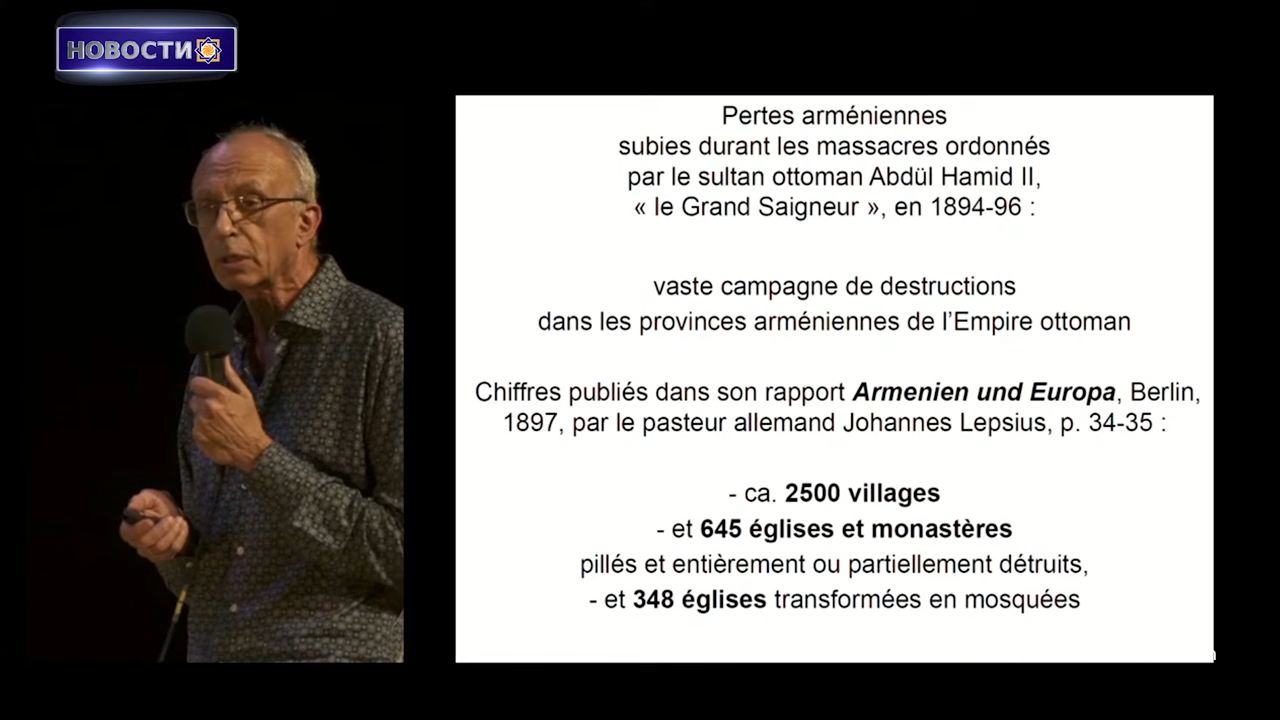 НОВОСТИ
Pertes arméniennes
subies durant les massacres ordonnés
par le sultan ottoman Abdül Hamid II,
« le Grand Saigneur », en 1894-96 :
vaste campagne de destructions
dans les provinces arméniennes de l’Empire ottoman
Chiffres publiés dans son rapport Armenien und Europa, Berlin,
1897, par le pasteur allemand Johannes Lepsius, p. 34-35 :
- ca. 2500 villages
- et 645 églises et monastères
pillés et entièrement ou partiellement détruits,
- et 348 églises transformées en mosquées